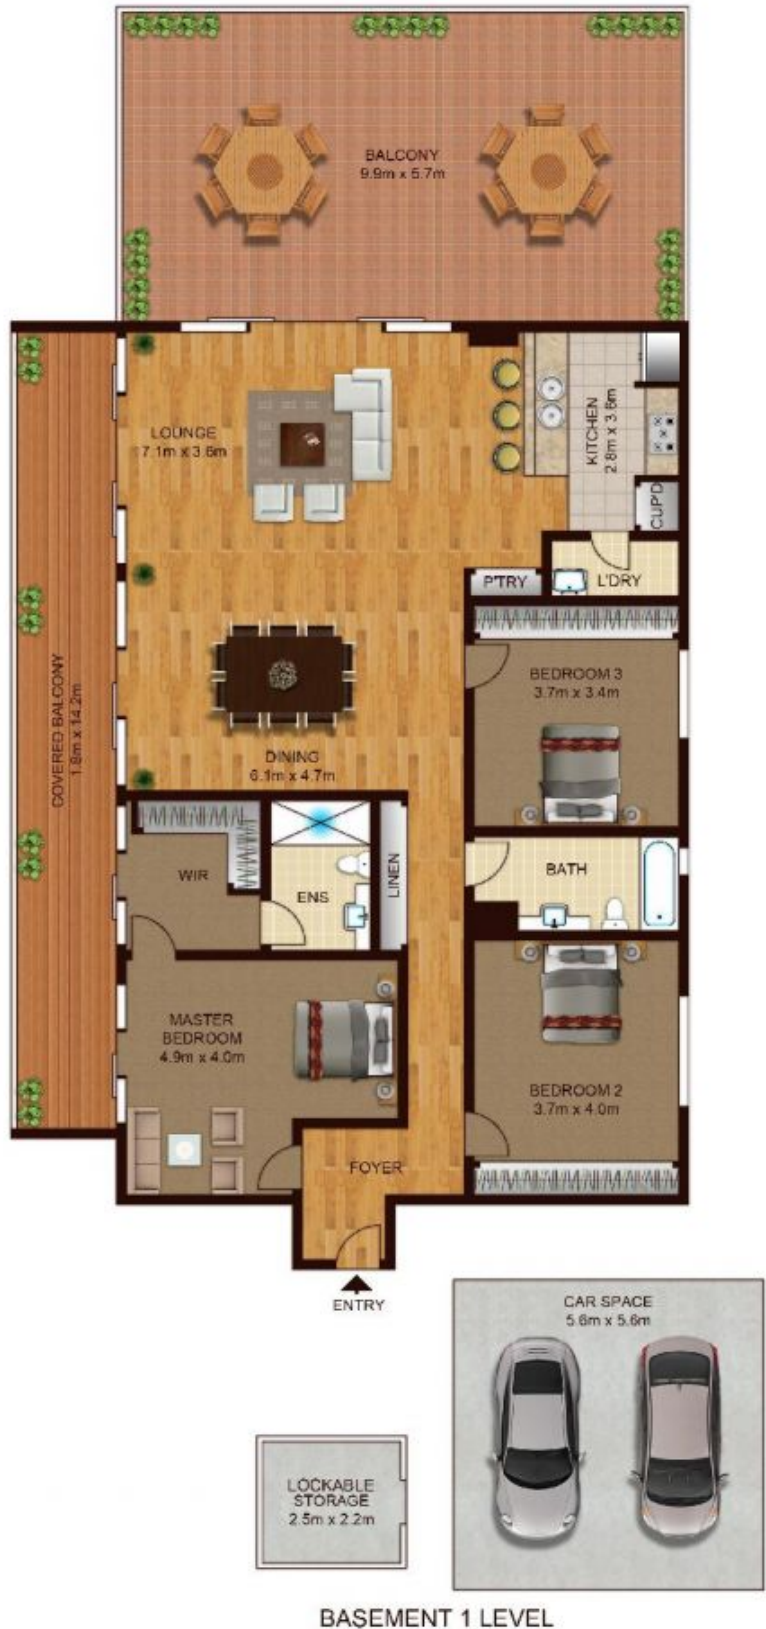 BALCONY
9.9m x 5.7m
LOUNGE
7.1m x 3.6m
KITCHEN
2.8m x 3.6m
CUP'D
P'TRY
L'DRY
COVERED BALCONY
1.8m x 14.2m
BEDROOM 3
3.7m x 3.4m
DINING
6.1m x 4.7m
WIR
ENS
LINEN
BATH
MASTER
BEDROOM
4.9m x 4.0m
BEDROOM 2
3.7m x 4.0m
FOYER
ENTRY
CAR SPACE
5.6m x 5.6m
LOCKABLE
STORAGE
2.5m x 2.2m
BASEMENT 1 LEVEL